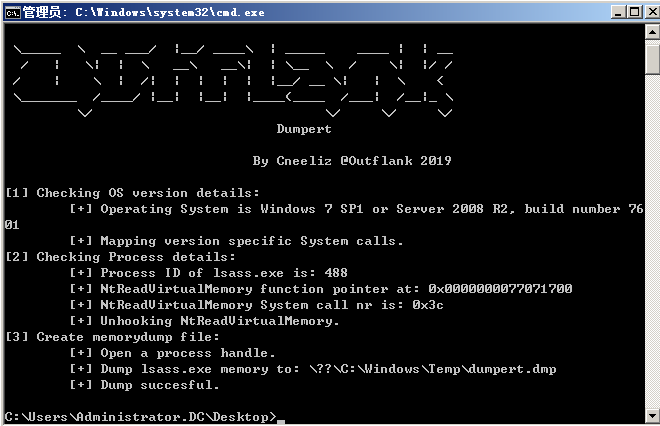 管理员: C:\Windows\system32\cmd.exe
Outflank
Dumpert
By Cneeliz @Outflank 2019
[1] Checking OS version details:
[+] Operating System is Windows 7 SP1 or Server 2008 R2, build number 76
01
[+] Mapping version specific System calls.
[2] Checking Process details:
[+] Process ID of lsass.exe is: 488
[+] NtReadVirtualMemory function pointer at: 0x0000000077071700
[+] NtReadVirtualMemory System call nr is: 0x3c
[+] Unhooking NtReadVirtualMemory.
[3] Create memorydump file:
[+] Open a process handle.
[+] Dump lsass.exe memory to: \??\C:\Windows\Temp\dumpert.dmp
[+] Dump succesful.
C:\Users\Administrator.DC\Desktop>